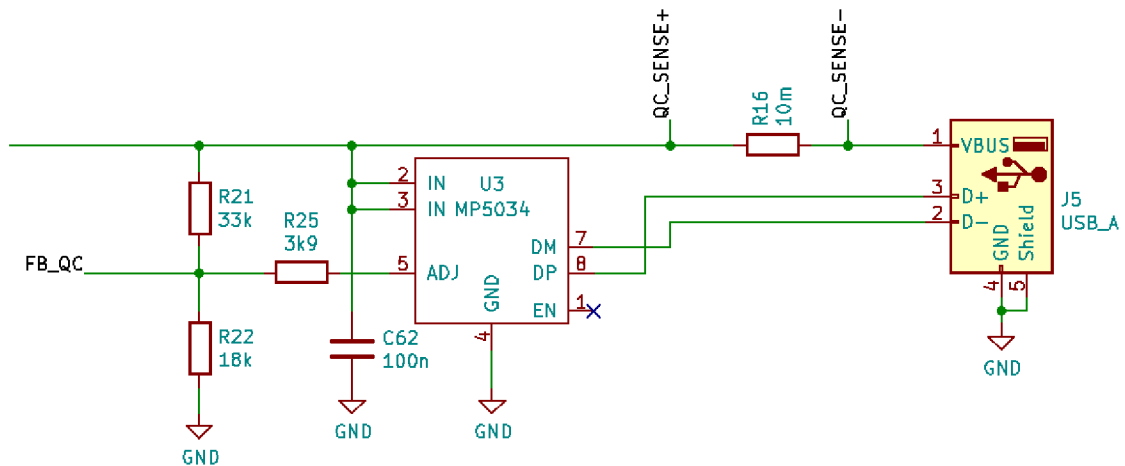 QC_SENSE+
QC_SENSE-
R16
10m
1
VBUS
2
IN
U3
3
IN
MP5034
R21
33k
R25
3k9
3
D+
2
D-
J5
USB_A
GND
Shield
4
5
GND
FB_QC
5
ADJ
GND
DM
7
DP
8
EN
1
4
R22
18k
C62
100n
GND
GND
GND